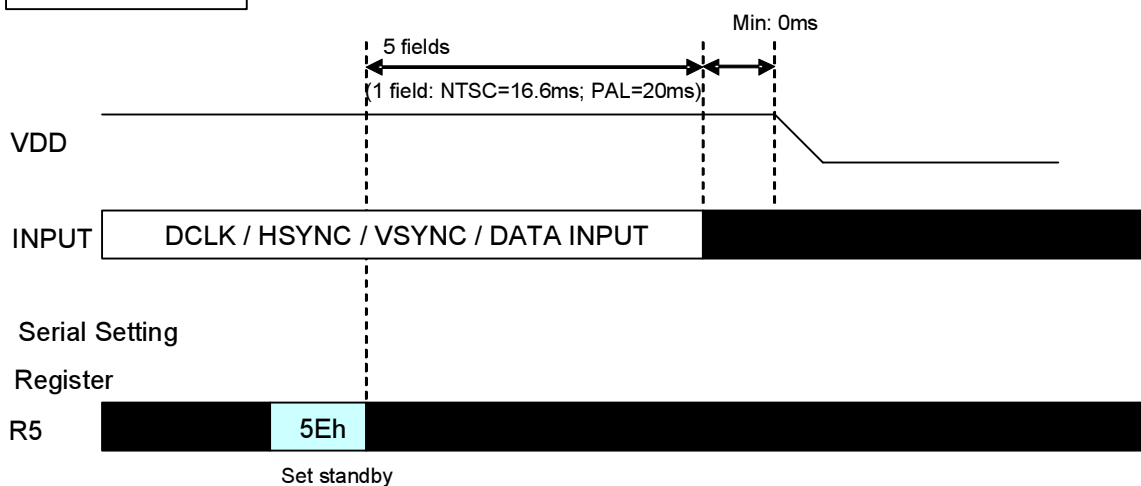 Min: 0ms
5 fields
(1 field: NTSC=16.6ms; PAL=20ms)
VDD
INPUT DCLK / HSYNC / VSYNC / DATA INPUT
Serial Setting
Register
R5 5Eh
Set standby